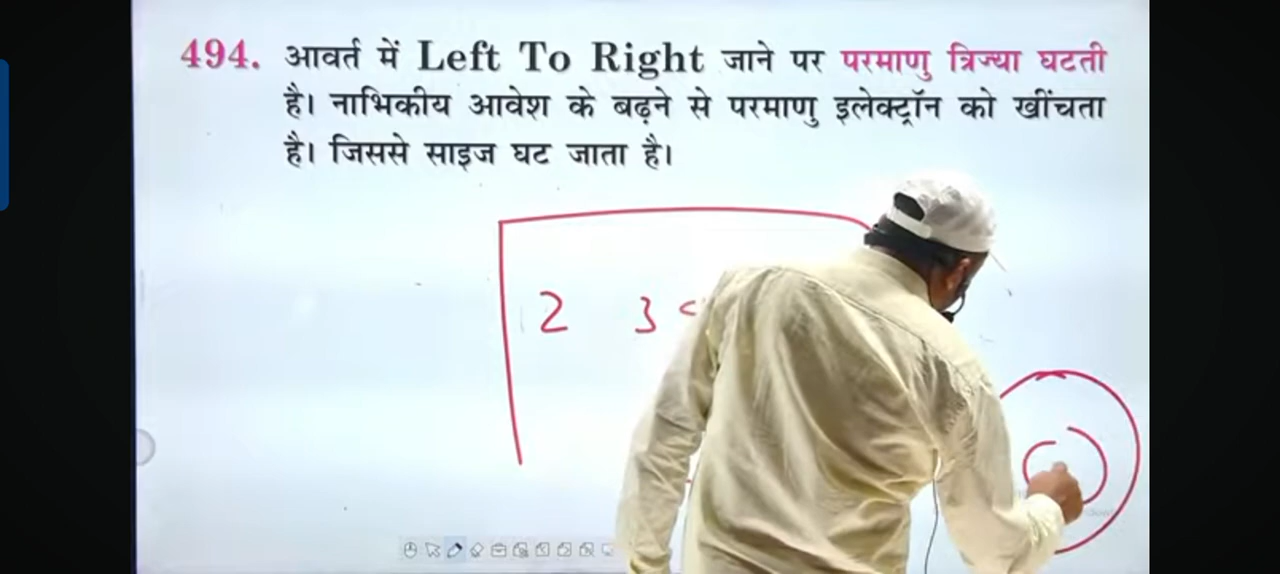 494. आवर्त में Left To Right जाने पर परमाणु त्रिज्या घटती
है। नाभिकीय आवेश के बढ़ने से परमाणु इलेक्ट्रॉन को खींचता
है। जिससे साइज घट जाता है।
2 3